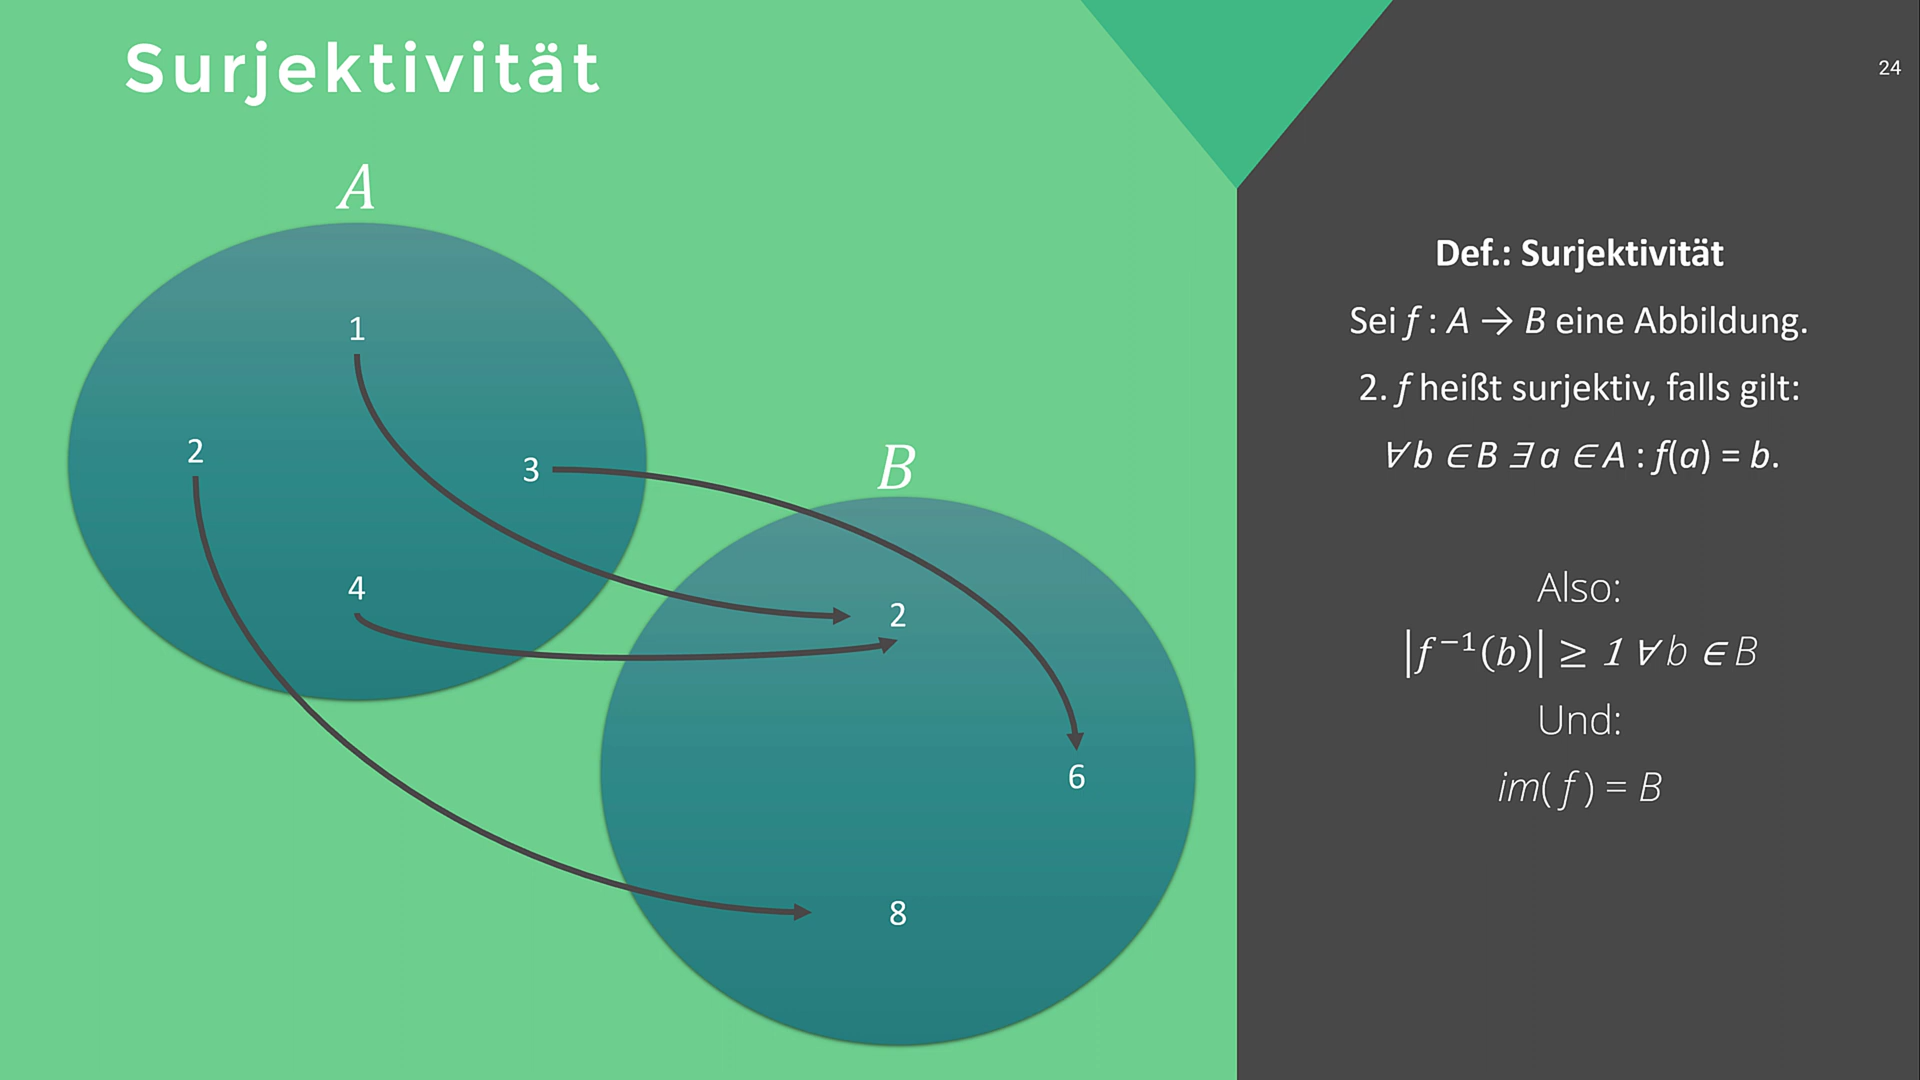 Surjektivität
24
A
1
2
3
4
B
2
6
8
Def.: Surjektivität
Sei f : A → B eine Abbildung.
2. f heißt surjektiv, falls gilt:
∀ b ∈ B ∃ a ∈ A : f(a) = b.
Also:
|f⁻¹(b)| ≥ 1 ∀ b ∈ B
Und:
im( f ) = B